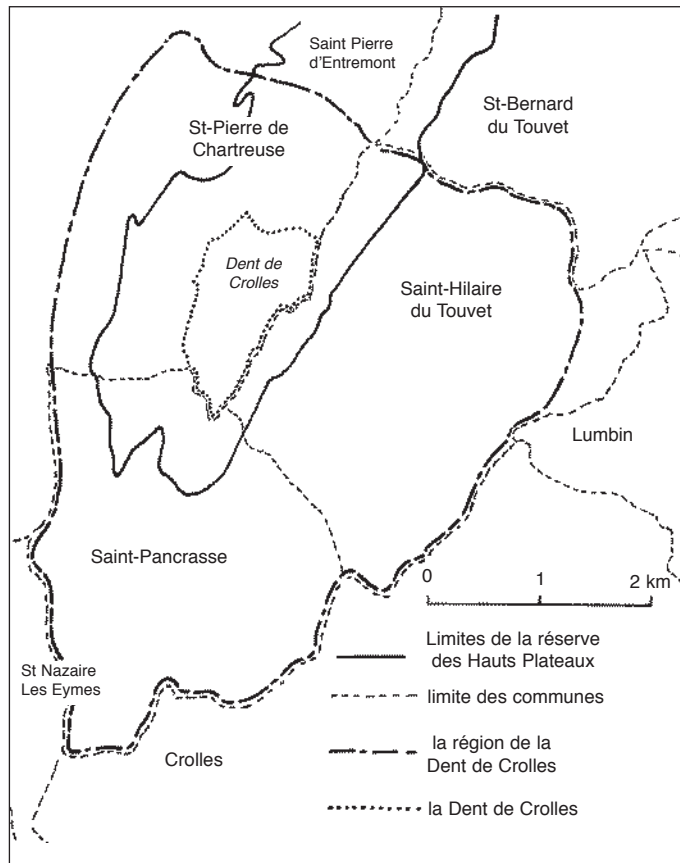 Saint Pierre
d'Entremont
St-Bernard
du Touvet
St-Pierre de
Chartreuse
Dent de
Crolles
Saint-Hilaire
du Touvet
Lumbin
Saint-Pancrasse
0 1 2 km
Limites de la réserve
des Hauts Plateaux
St Nazaire
Les Eymes
limite des communes
la région de la
Dent de Crolles
Crolles
la Dent de Crolles